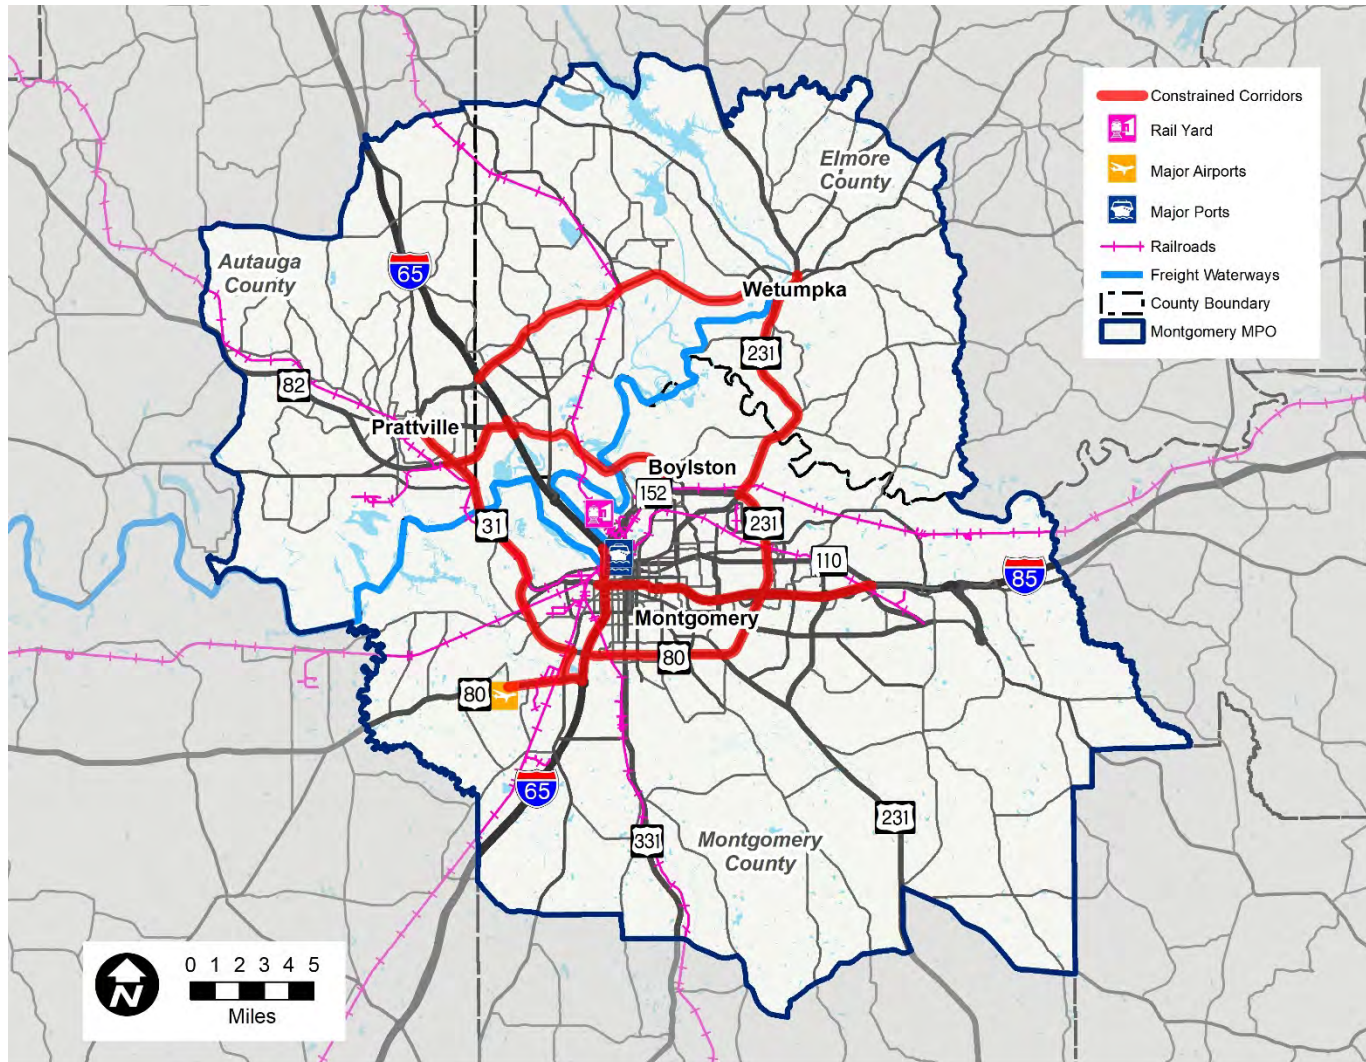 Constrained Corridors
Rail Yard
Major Airports
Major Ports
Railroads
Freight Waterways
County Boundary
Montgomery MPO
Elmore
County
Autauga
County
65
Wetumpka
231
82
Prattville
Boylston
152
31
231
110
85
Montgomery
80
80
65
331
231
Montgomery
County
N
0 1 2 3 4 5
Miles